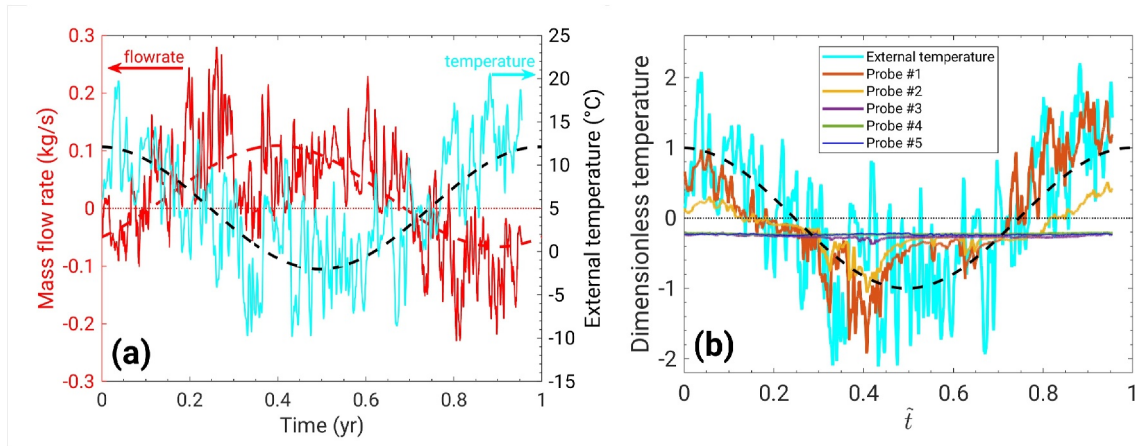 flowrate
temperature
Mass flow rate (kg/s)
0.3
0.2
0.1
0
-0.1
-0.2
-0.3
25
20
15
10
5
0
-5
-10
-15
External temperature (°C)
(a)
0 0.2 0.4 0.6 0.8 1
Time (yr)
External temperature
Probe #1
Probe #2
Probe #3
Probe #4
Probe #5
Dimensionless temperature
2
1
0
-1
-2
(b)
0 0.2 0.4 0.6 0.8 1
t̃